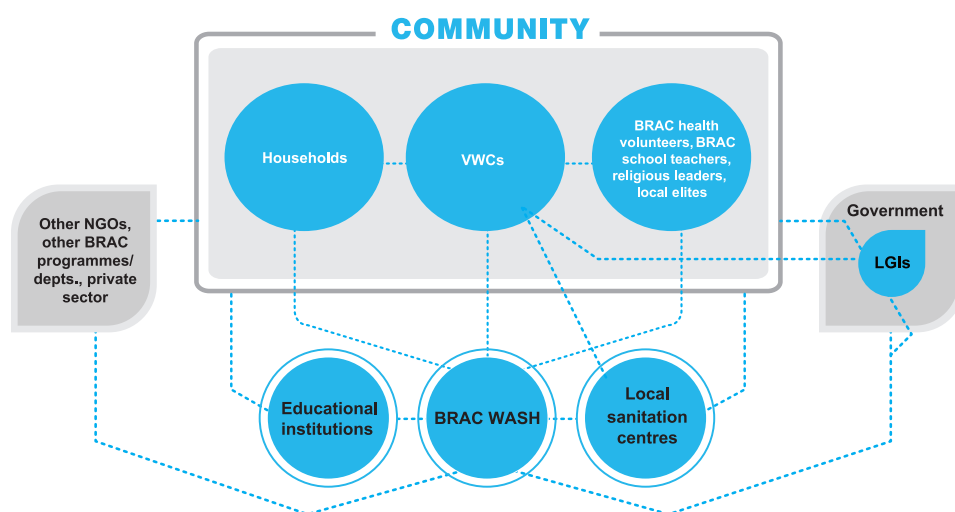 COMMUNITY
Households
VWCs
BRAC health
volunteers, BRAC
school teachers,
religious leaders,
local elites
Other NGOs,
other BRAC
programmes/
depts., private
sector
Government
LGIs
Educational
institutions
BRAC WASH
Local
sanitation
centres